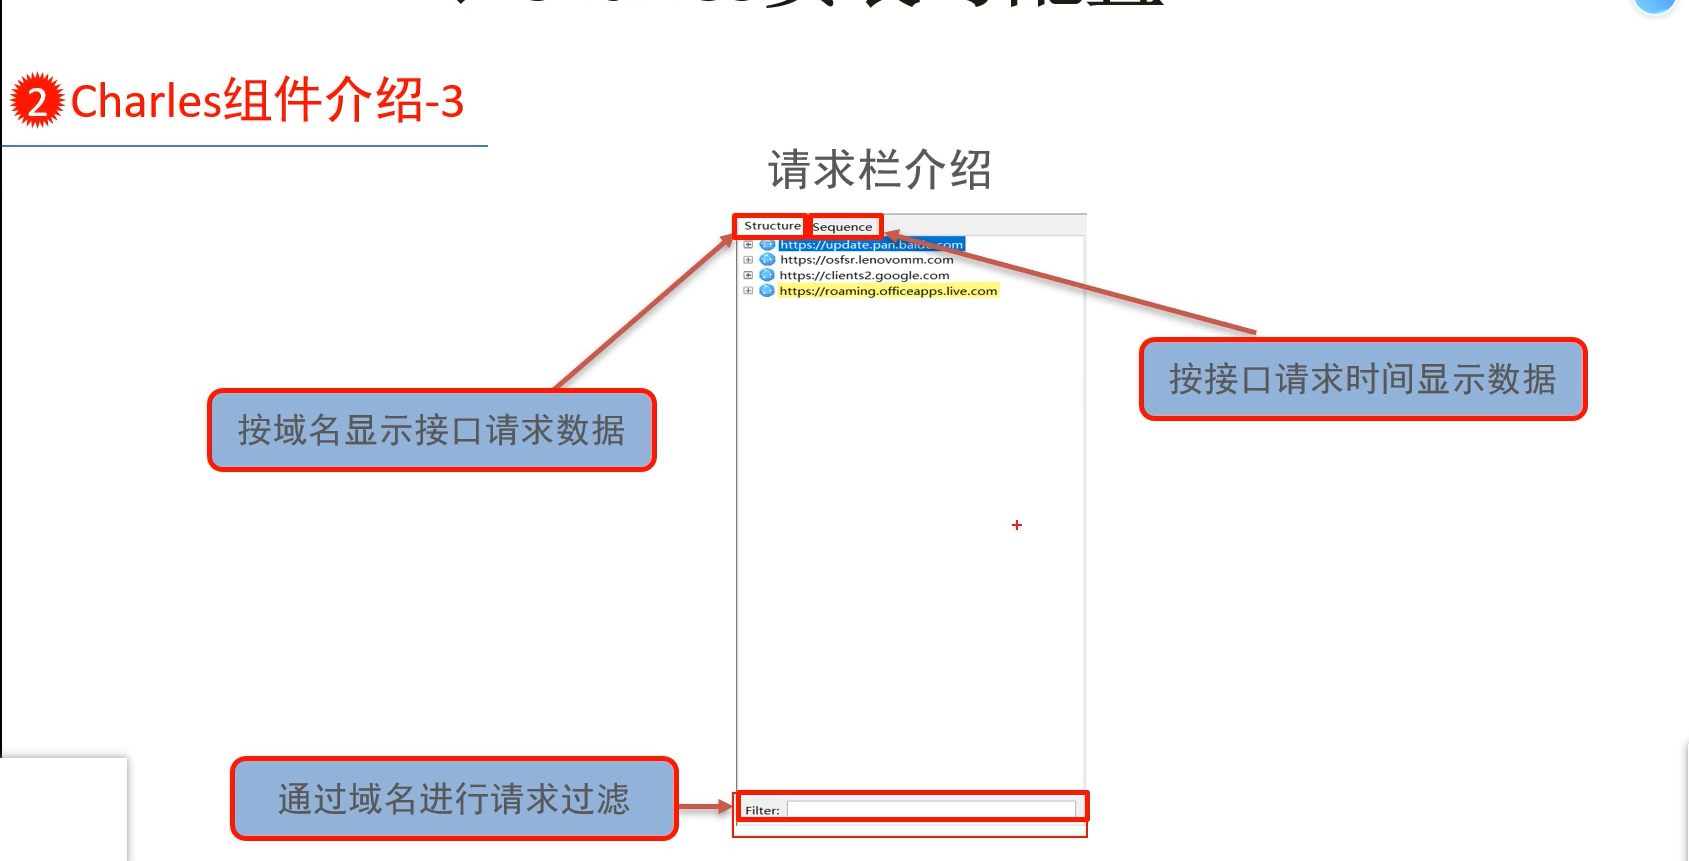 2 Charles组件介绍-3
请求栏介绍
Structure Sequence
https://update.pan.baidu.com
https://osfsr.lenovomm.com
https://clients2.google.com
https://roaming.officeapps.live.com
按接口请求时间显示数据
按域名显示接口请求数据
通过域名进行请求过滤
Filter: